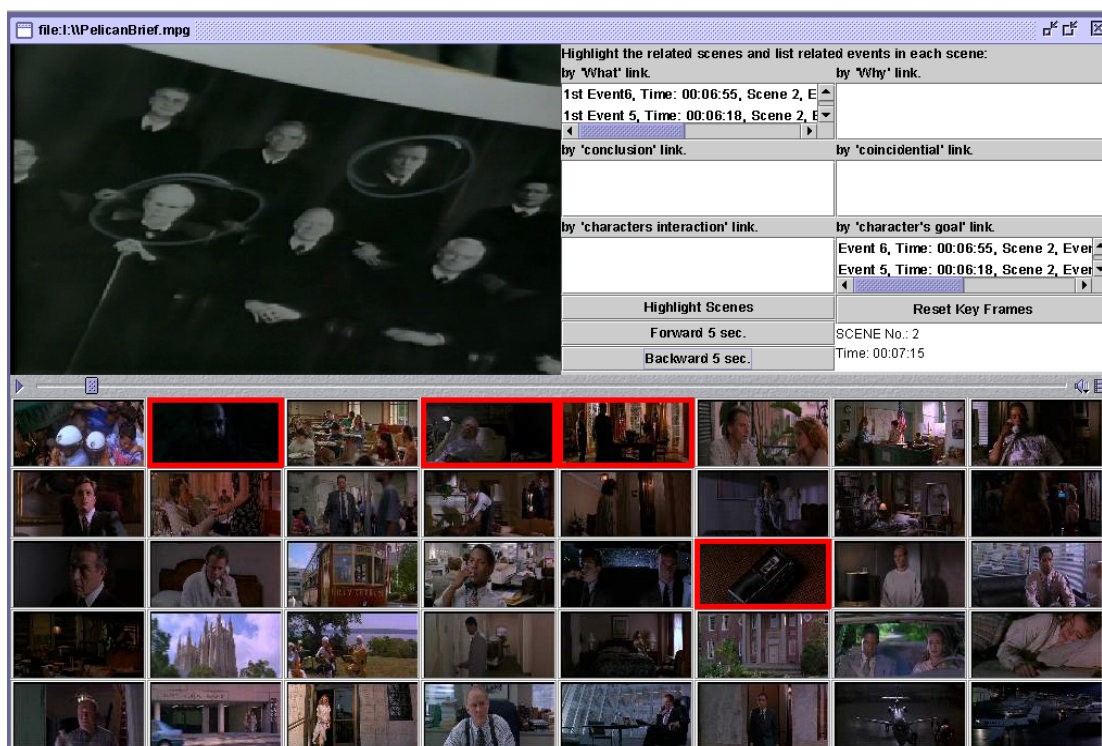 file:I:\\PelicanBrief.mpg
Highlight the related scenes and list related events in each scene:
by 'What' link.
by 'Why' link.
1st Event6, Time: 00:06:55, Scene 2, E
1st Event 5, Time: 00:06:18, Scene 2, E
by 'conclusion' link.
by 'coincidential' link.
by 'characters interaction' link.
by 'character's goal' link.
Event 6, Time: 00:06:55, Scene 2, Ever
Event 5, Time: 00:06:18, Scene 2, Ever
Highlight Scenes
Reset Key Frames
Forward 5 sec.
SCENE No.: 2
Backward 5 sec.
Time: 00:07:15